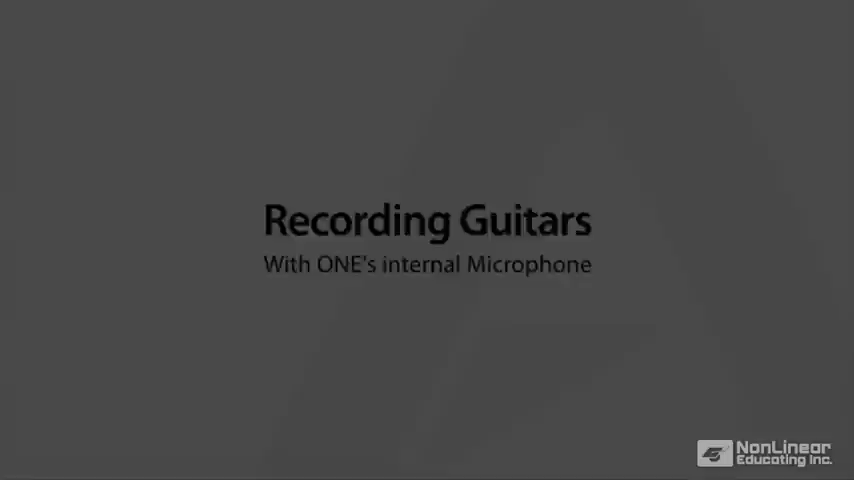 Recording Guitars
With ONE's internal Microphone
NonLinear
Educating Inc.